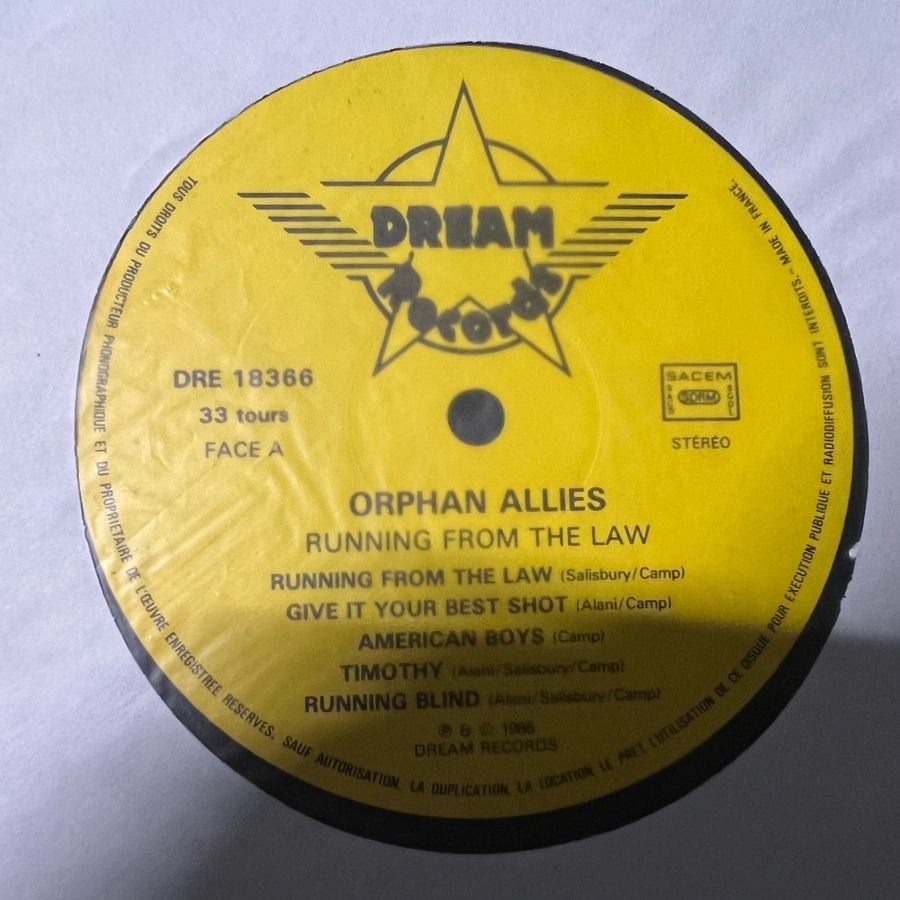 DREAM
Records
DRE 18366
33 tours
FACE A
SACEM
SACD
SDRM
SGDL
STÉRÉO
ORPHAN ALLIES
RUNNING FROM THE LAW
RUNNING FROM THE LAW (Salisbury/Camp)
GIVE IT YOUR BEST SHOT (Alani/Camp)
AMERICAN BOYS (Camp)
TIMOTHY (Alani/Salisbury/Camp)
RUNNING BLIND (Alani/Salisbury/Camp)
℗ & © 1986
DREAM RECORDS
TOUS DROITS DU PRODUCTEUR PHONOGRAPHIQUE ET DU PROPRIETAIRE DE L'ŒUVRE ENREGISTREE RESERVES. SAUF AUTORISATION, LA DUPLICATION, LA LOCATION, LE PRET, L'UTILISATION DE CE DISQUE POUR EXECUTION PUBLIQUE ET RADIODIFFUSION SONT INTERDITS. - MADE IN FRANCE.